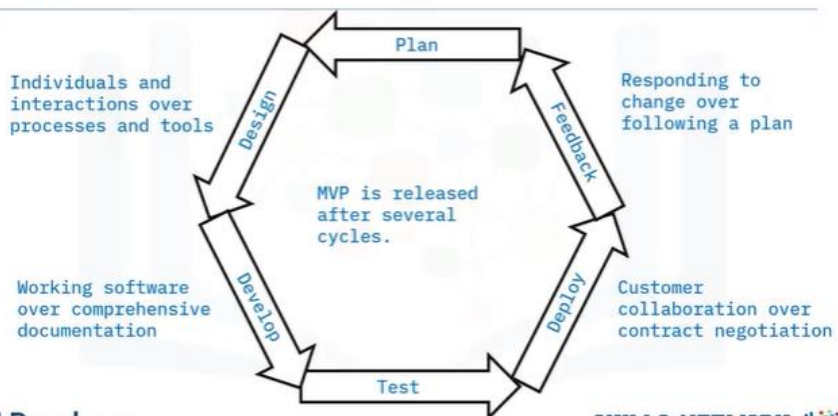 Plan
Individuals and
interactions over
processes and tools
Design
Responding to
change over
following a plan
Feedback
MVP is released
after several
cycles.
Working software
over comprehensive
documentation
Develop
Customer
collaboration over
contract negotiation
Deploy
Test